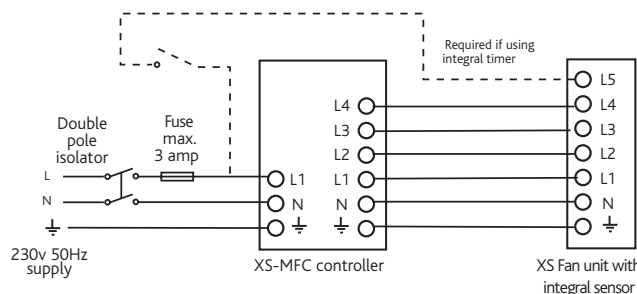 Required if using
integral timer
L5
L4 L4
Double
pole
isolator
Fuse
max.
3 amp
L3 L3
L2 L2
L L1 L1 L1
N N N N
230v 50Hz
supply
XS-MFC controller
XS Fan unit with
integral sensor